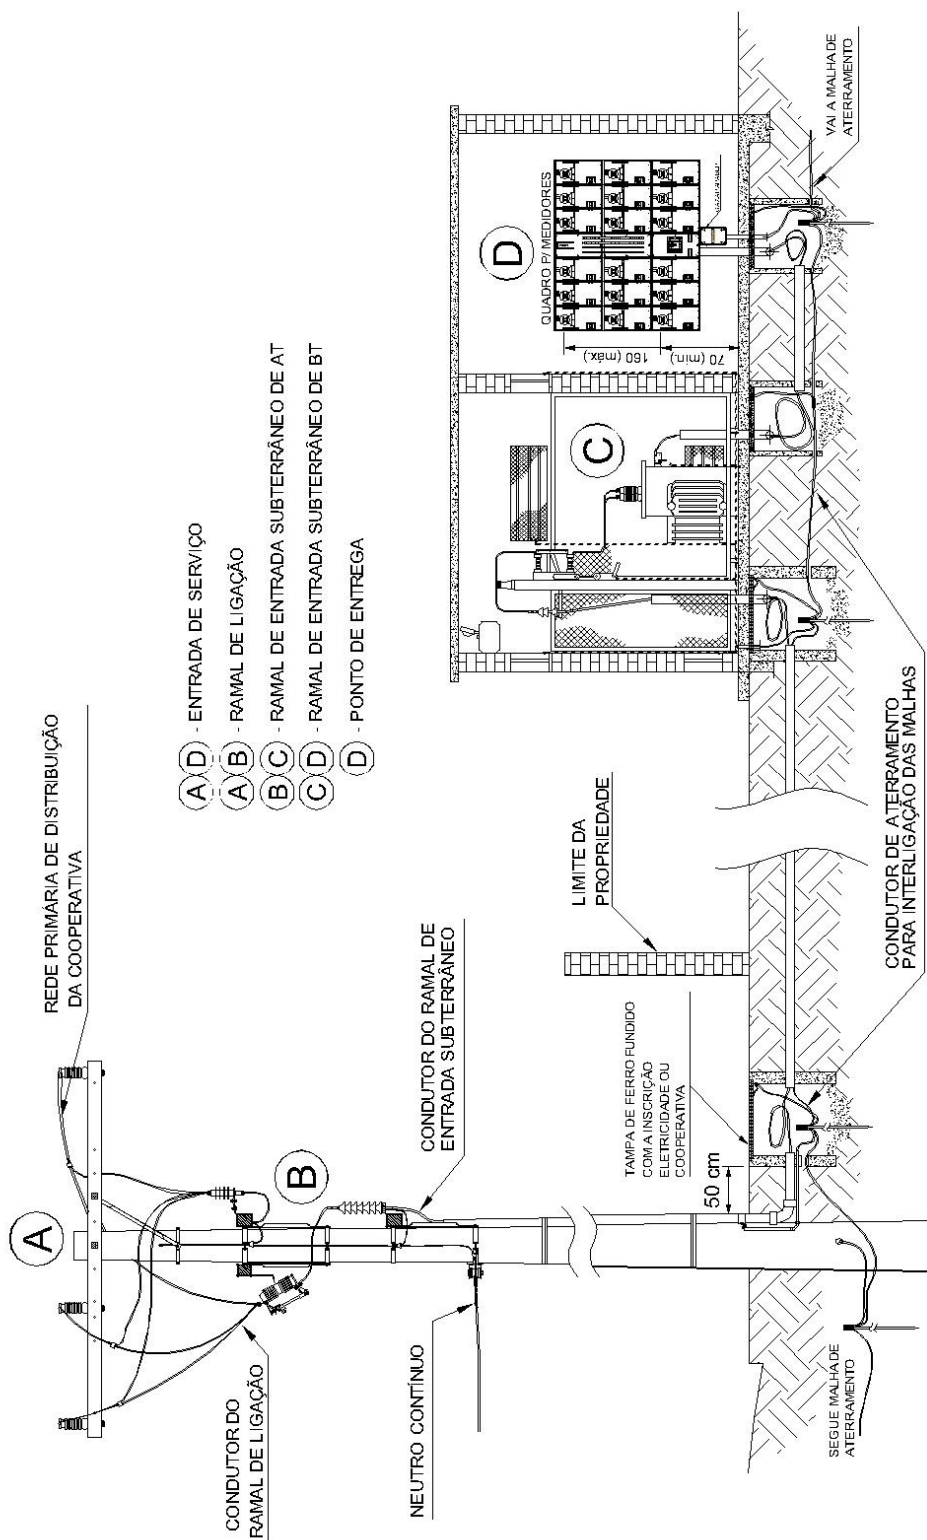 REDE PRIMÁRIA DE DISTRIBUIÇÃO
DA COOPERATIVA
A
B
CONDUTOR DO
RAMAL DE LIGAÇÃO
NEUTRO CONTÍNUO
CONDUTOR DO RAMAL DE
ENTRADA SUBTERRÂNEO
A D - ENTRADA DE SERVIÇO
A B - RAMAL DE LIGAÇÃO
B C - RAMAL DE ENTRADA SUBTERRÂNEO DE AT
C D - RAMAL DE ENTRADA SUBTERRÂNEO DE BT
D - PONTO DE ENTREGA
LIMITE DA
PROPRIEDADE
TAMPA DE FERRO FUNDIDO
COM A INSCRIÇÃO
ELETRICIDADE OU
COOPERATIVA
50 cm
C
D
QUADRO P/ MEDIDORES
160 (máx.)
70 (min.)
SEGUE MALHA DE
ATERRAMENTO
CONDUTOR DE ATERRAMENTO
PARA INTERLIGAÇÃO DAS MALHAS
VAI A MALHA DE
ATERRAMENTO